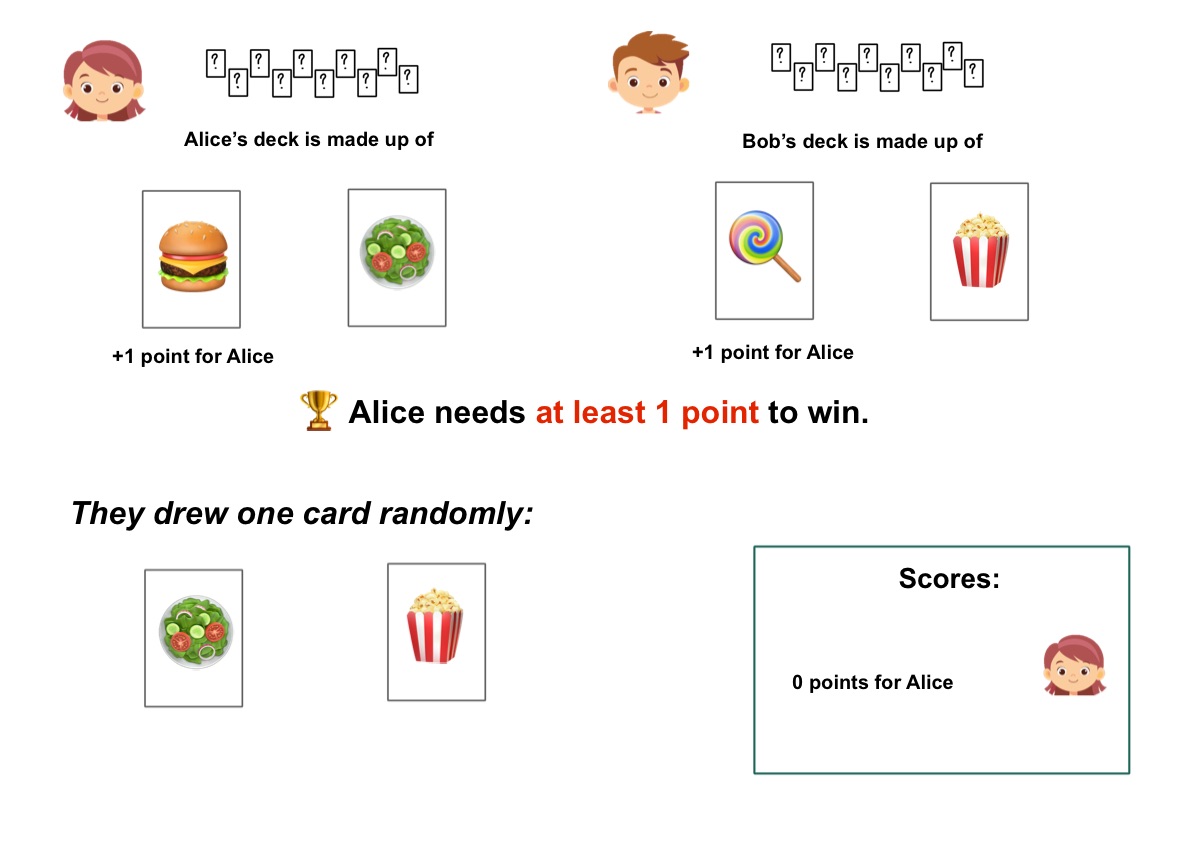 ? ? ? ? ? ? ? ? ? ?
? ? ? ? ? ? ? ? ? ?
Alice’s deck is made up of
Bob’s deck is made up of
+1 point for Alice
+1 point for Alice
Alice needs at least 1 point to win.
They drew one card randomly:
Scores:
0 points for Alice